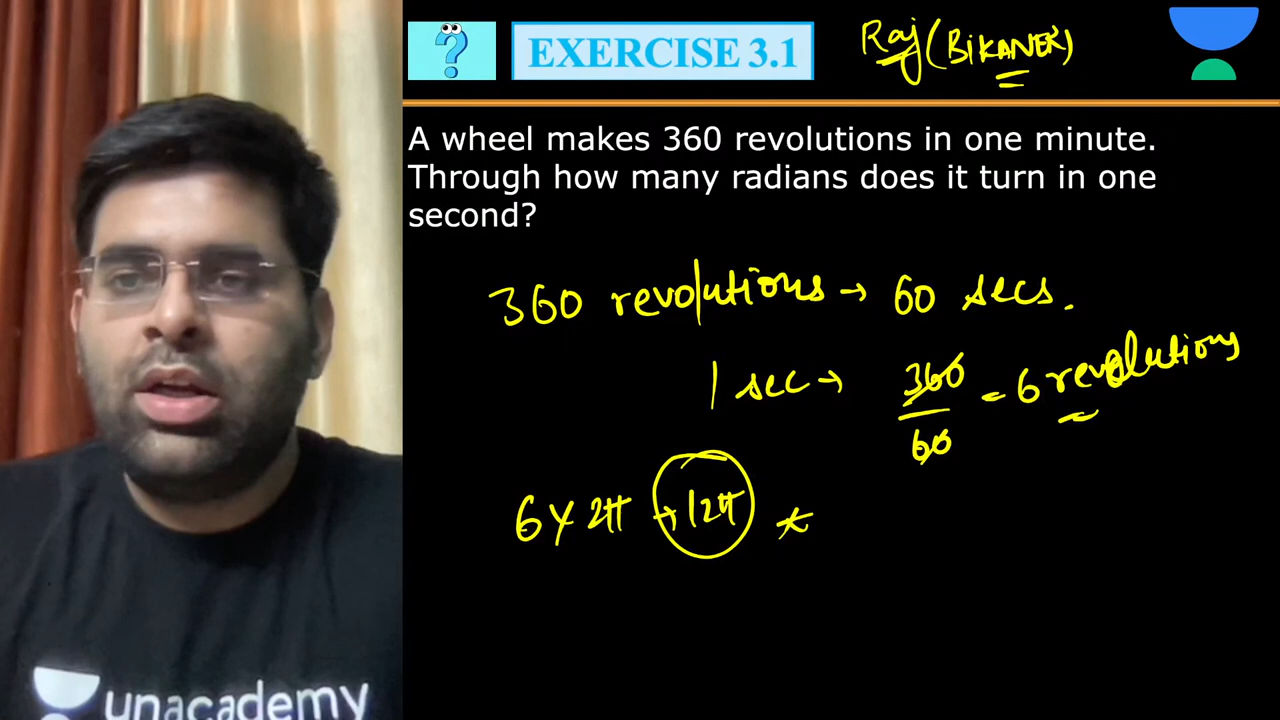 ?
EXERCISE 3.1
Raj (BIKANER)
A wheel makes 360 revolutions in one minute.
Through how many radians does it turn in one
second?
360 revolutions → 60 secs.
1 sec → 360/60 = 6 revolutions
6 × 2π → 12π *
unacademy